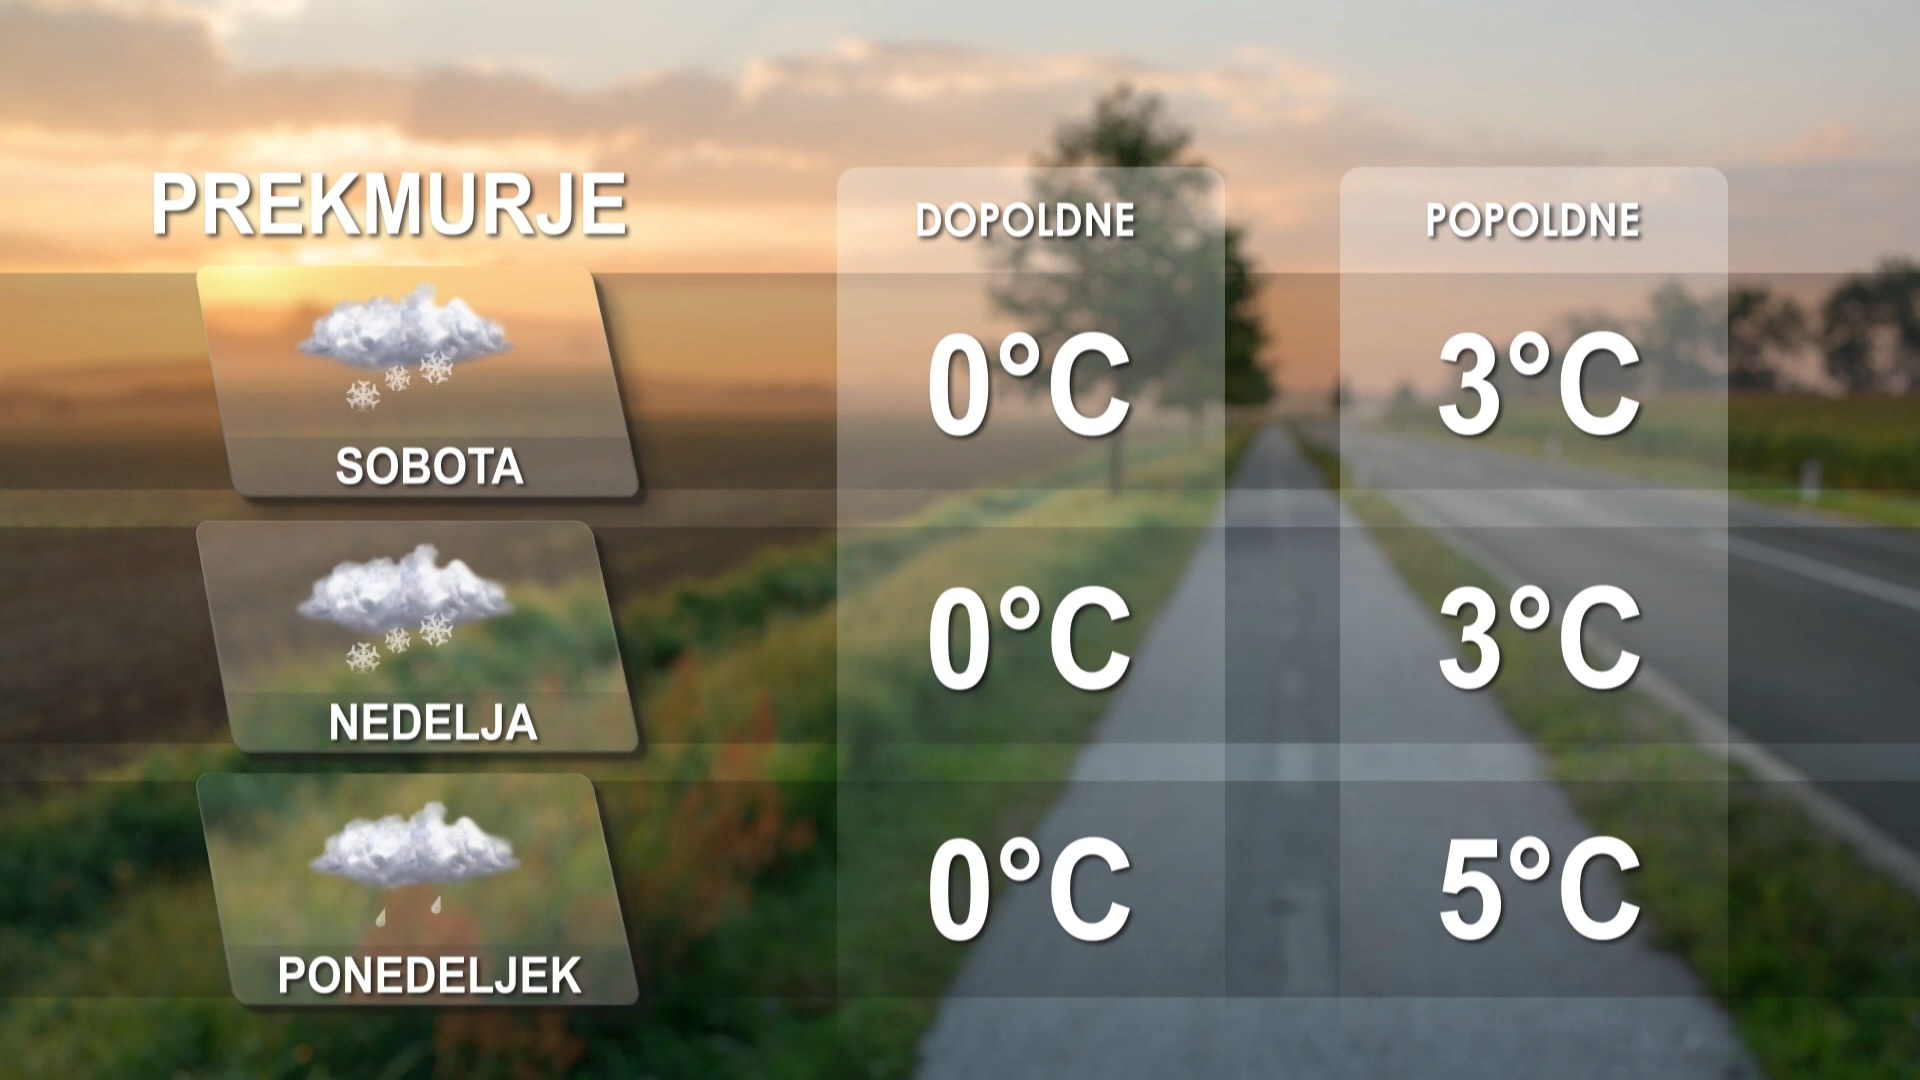 PREKMURJE
DOPOLDNE POPOLDNE
SOBOTA 0°C 3°C
NEDELJA 0°C 3°C
PONEDELJEK 0°C 5°C